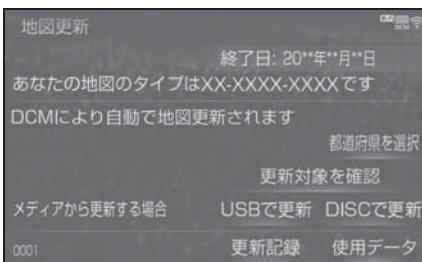 地図更新
DCM
終了日: 20**年**月**日
あなたの地図のタイプはXX-XXXX-XXXXです
DCMにより自動で地図更新されます
都道府県を選択
更新対象を確認
メディアから更新する場合 USBで更新 DISCで更新
0001 更新記録 使用データ